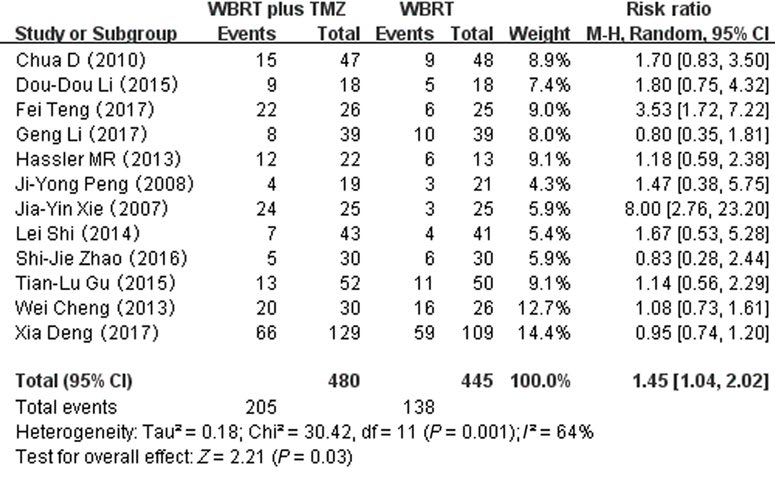 WBRT plus TMZ WBRT Risk ratio
Study or Subgroup Events Total Events Total Weight M-H, Random, 95% CI
Chua D (2010) 15 47 9 48 8.9% 1.70 [0.83, 3.50]
Dou-Dou Li (2015) 9 18 5 18 7.4% 1.80 [0.75, 4.32]
Fei Teng (2017) 22 26 6 25 9.0% 3.53 [1.72, 7.22]
Geng Li (2017) 8 39 10 39 8.0% 0.80 [0.35, 1.81]
Hassler MR (2013) 12 22 6 13 9.1% 1.18 [0.59, 2.38]
Ji-Yong Peng (2008) 4 19 3 21 4.3% 1.47 [0.38, 5.75]
Jia-Yin Xie (2007) 24 25 3 25 5.9% 8.00 [2.76, 23.20]
Lei Shi (2014) 7 43 4 41 5.4% 1.67 [0.53, 5.28]
Shi-Jie Zhao (2016) 5 30 6 30 5.9% 0.83 [0.28, 2.44]
Tian-Lu Gu (2015) 13 52 11 50 9.1% 1.14 [0.56, 2.29]
Wei Cheng (2013) 20 30 16 26 12.7% 1.08 [0.73, 1.61]
Xia Deng (2017) 66 129 59 109 14.4% 0.95 [0.74, 1.20]
Total (95% CI) 480 445 100.0% 1.45 [1.04, 2.02]
Total events 205 138
Heterogeneity: Tau² = 0.18; Chi² = 30.42, df = 11 (P = 0.001); I² = 64%
Test for overall effect: Z = 2.21 (P = 0.03)